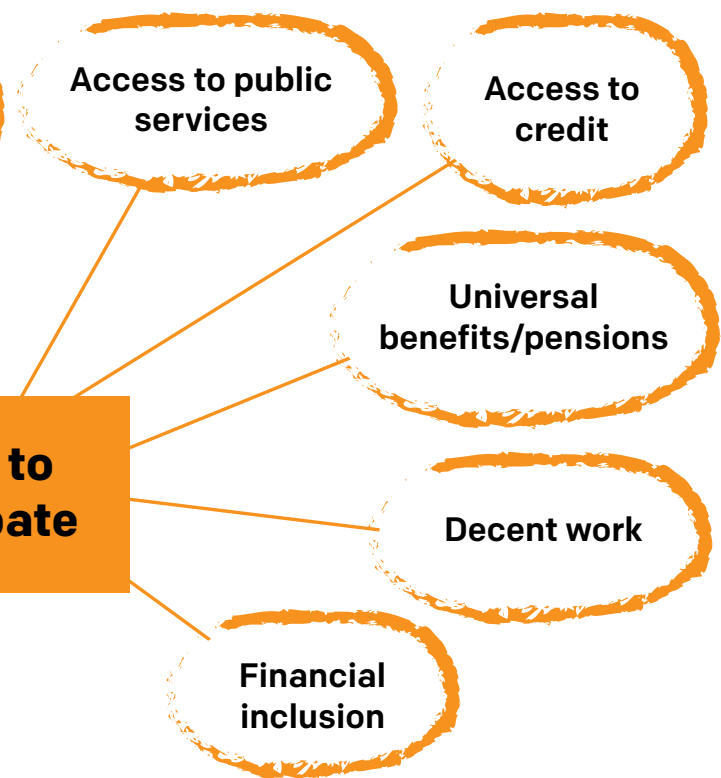 Access to public
services
Access to
credit
Universal
benefits/pensions
to
pate
Decent work
Financial
inclusion